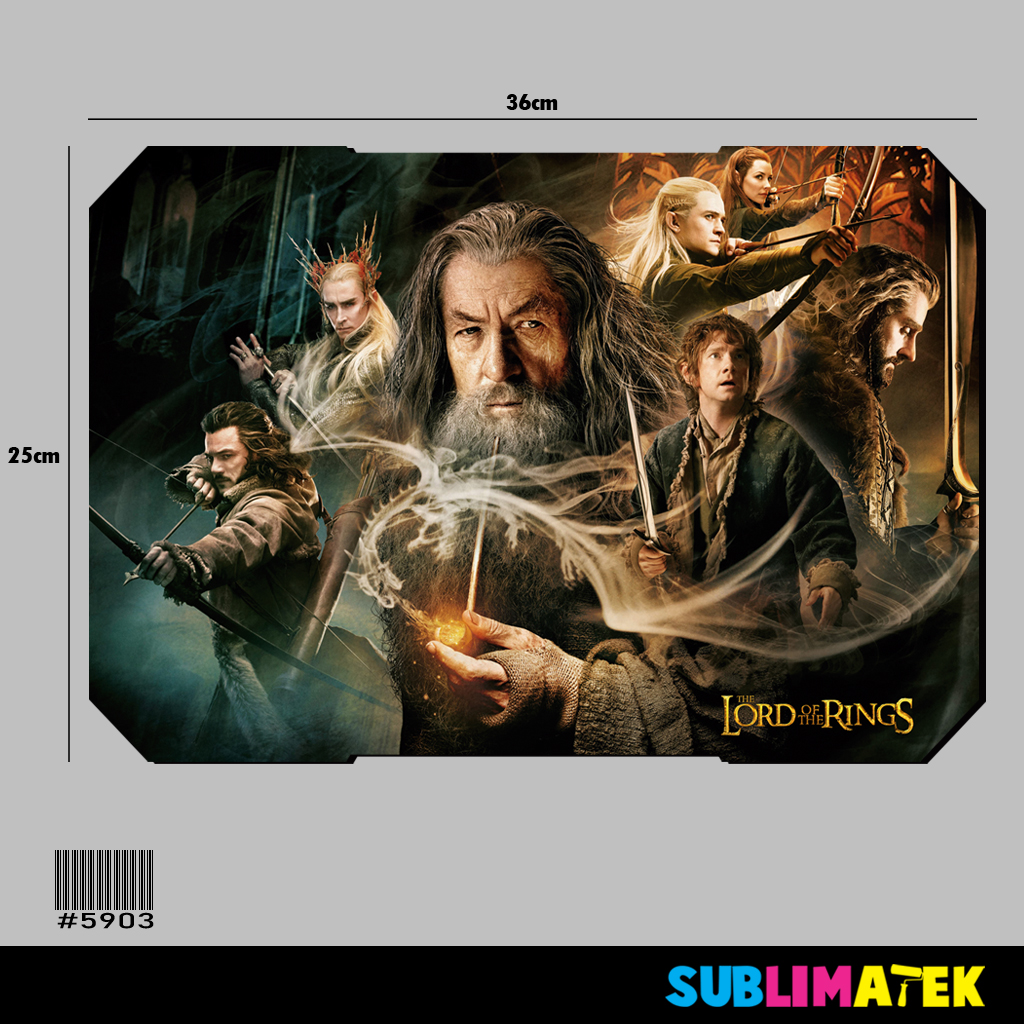 36cm
25cm
THE
LORD OF THE RINGS
#5903
SUBLIMATEK